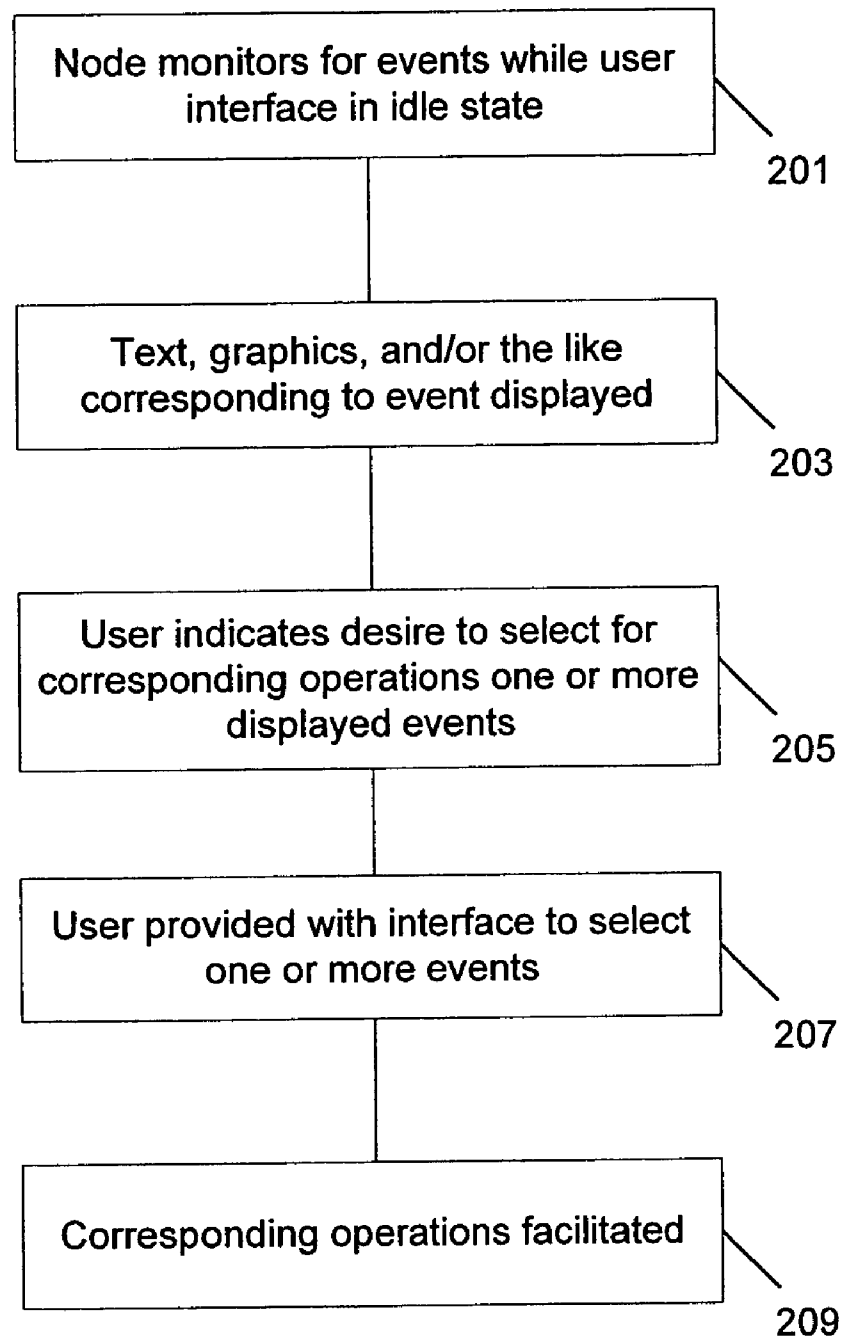 Node monitors for events while user
interface in idle state
201
Text, graphics, and/or the like
corresponding to event displayed
203
User indicates desire to select for
corresponding operations one or more
displayed events
205
User provided with interface to select
one or more events
207
Corresponding operations facilitated
209